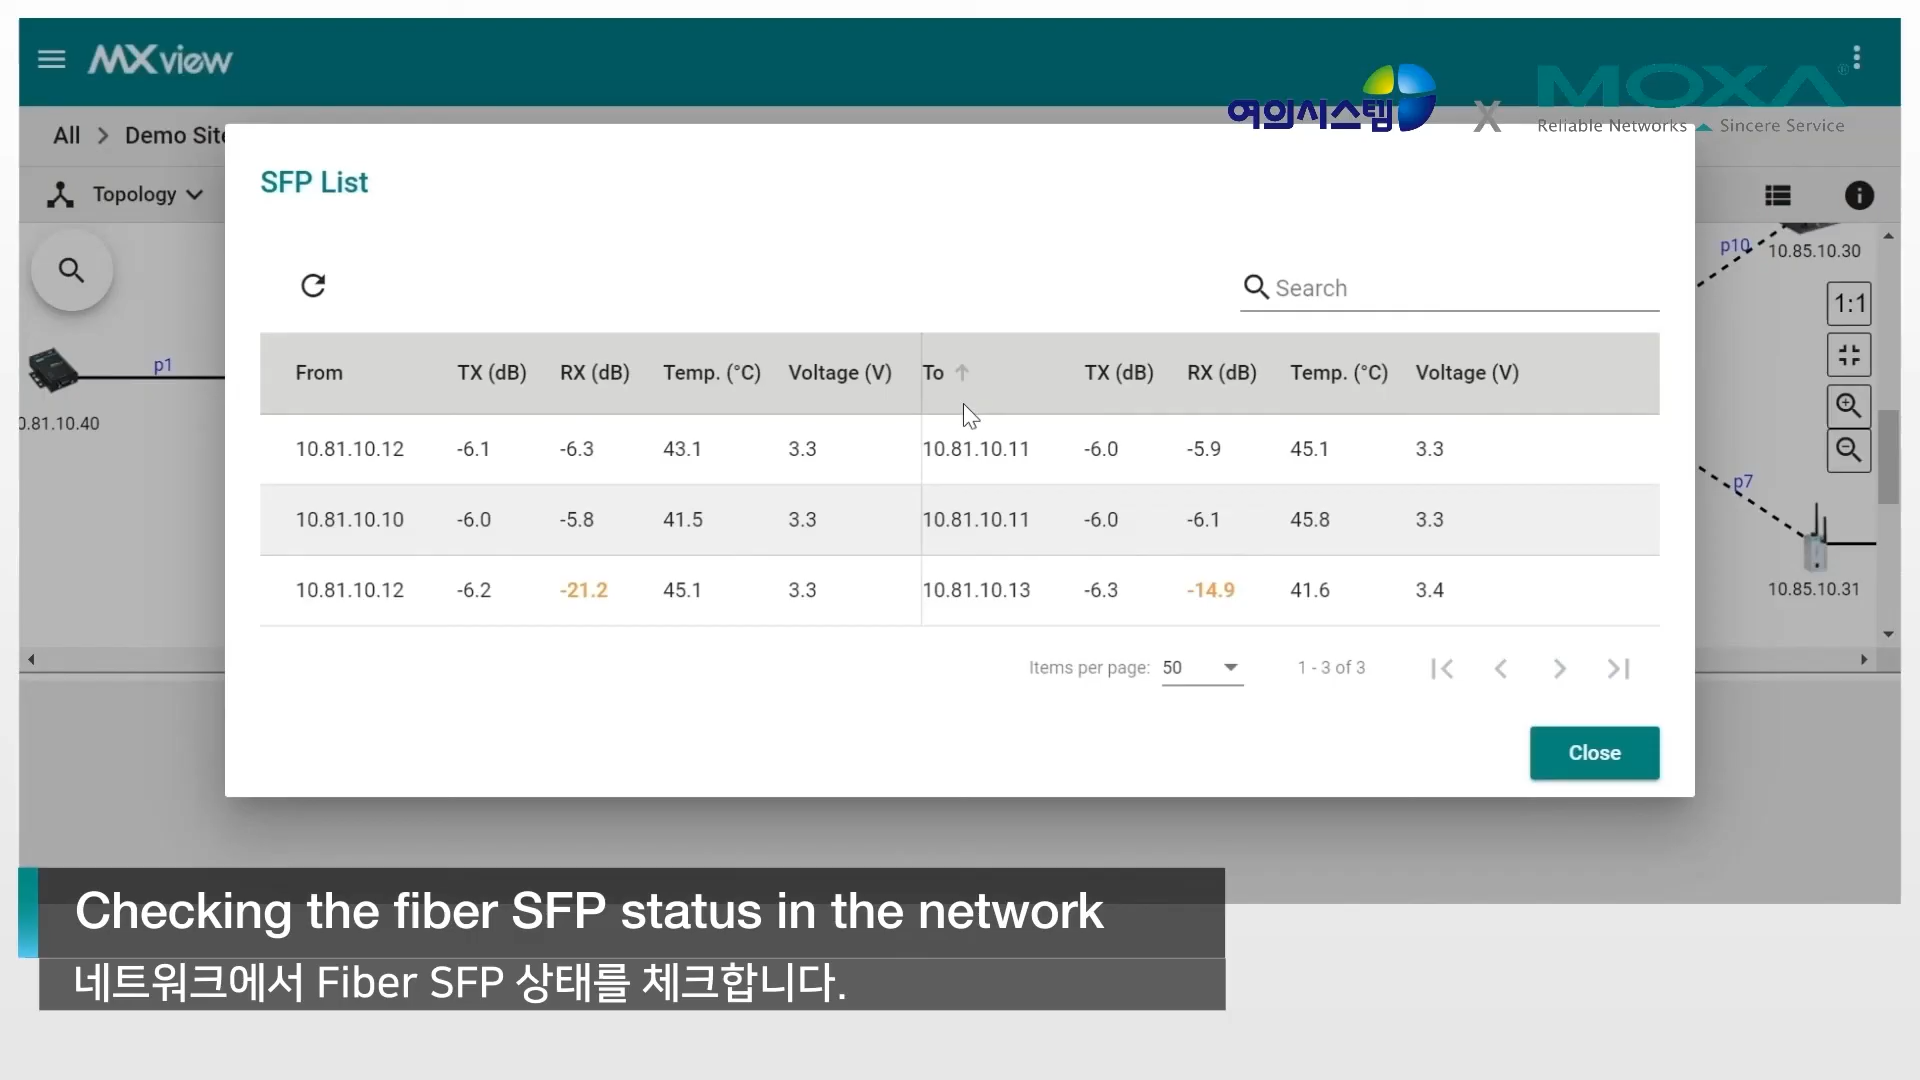 MXview
여의시스템 X MOXA®
Reliable Networks Sincere Service
All > Demo Site
Topology
SFP List
Search
From TX (dB) RX (dB) Temp. (°C) Voltage (V) To TX (dB) RX (dB) Temp. (°C) Voltage (V)
10.81.10.12 -6.1 -6.3 43.1 3.3 10.81.10.11 -6.0 -5.9 45.1 3.3
10.81.10.10 -6.0 -5.8 41.5 3.3 10.81.10.11 -6.0 -6.1 45.8 3.3
10.81.10.12 -6.2 -21.2 45.1 3.3 10.81.10.13 -6.3 -14.9 41.6 3.4
Items per page: 50 1 - 3 of 3
Close
p1
0.81.10.40
p10
10.85.10.30
1:1
p7
10.85.10.31
Checking the fiber SFP status in the network
네트워크에서 Fiber SFP 상태를 체크합니다.